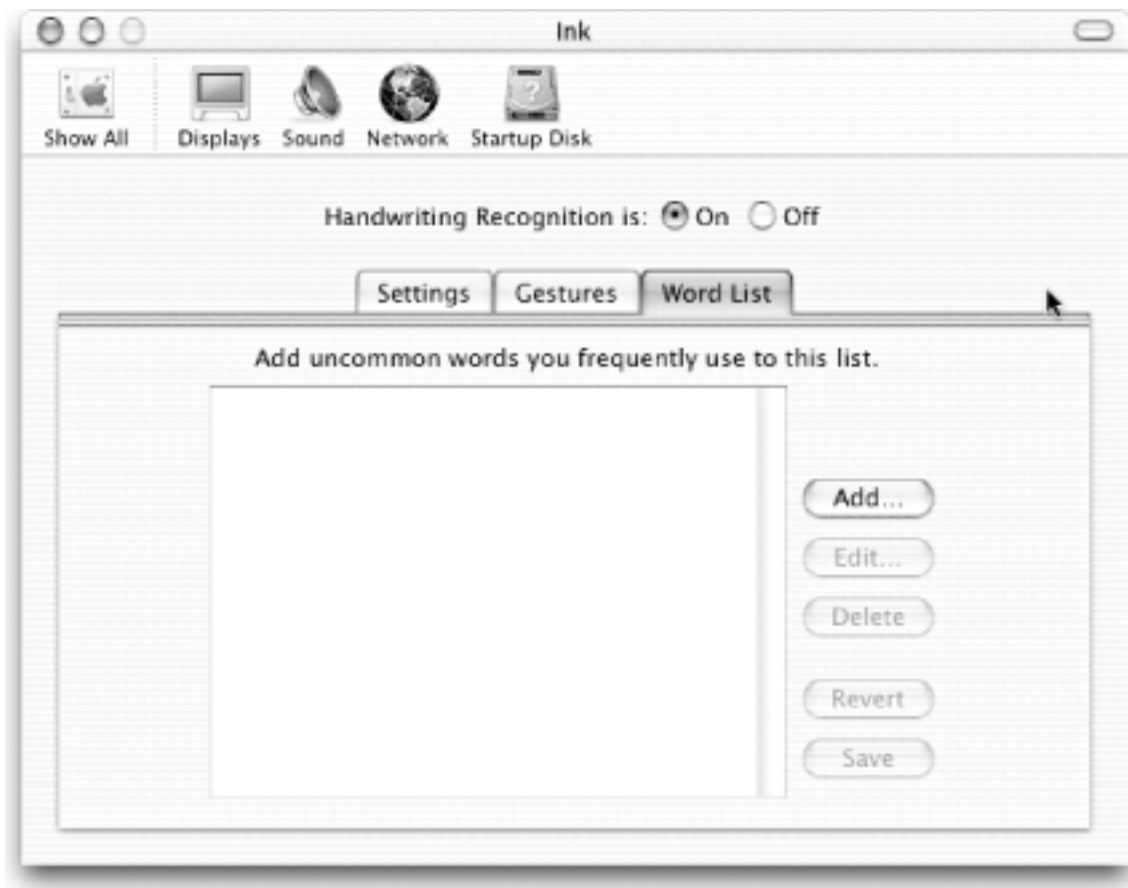 Ink
Show All Displays Sound Network Startup Disk
Handwriting Recognition is: On Off
Settings Gestures Word List
Add uncommon words you frequently use to this list.
Add...
Edit...
Delete
Revert
Save